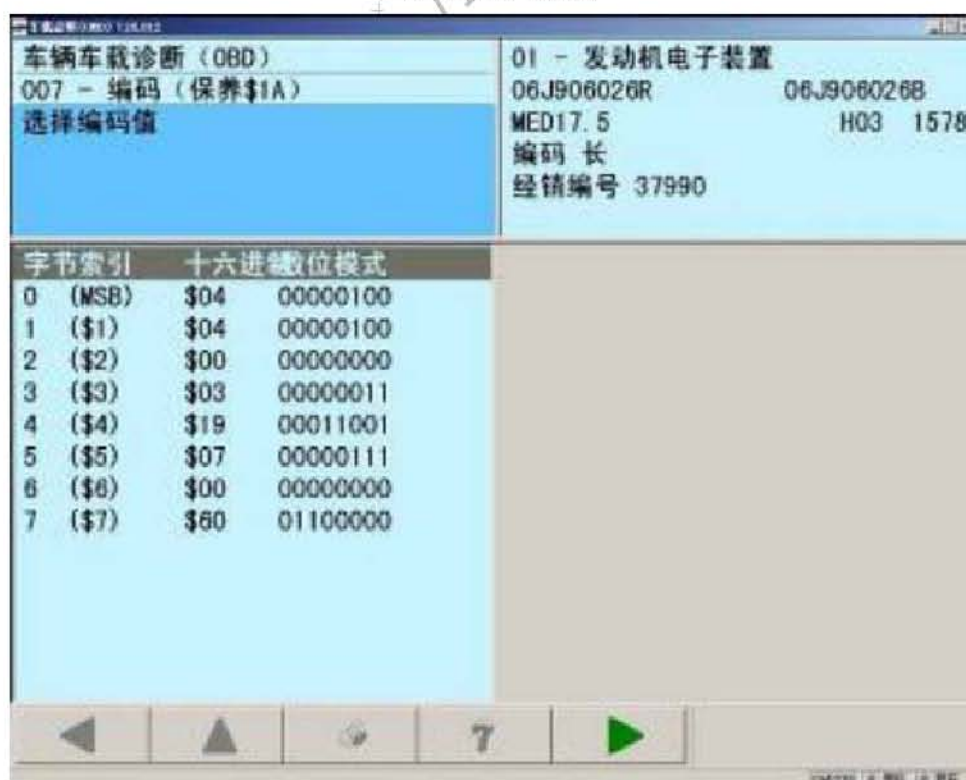 车辆车载诊断（OBD）
007 - 编码（保养$1A）
选择编码值
01 - 发动机电子装置
06J906026R 06J906026B
MED17.5 H03 1578
编码 长
经销编号 37990
字节索引 十六进制 数位模式
0 (MSB) $04 00000100
1 ($1) $04 00000100
2 ($2) $00 00000000
3 ($3) $03 00000011
4 ($4) $19 00011001
5 ($5) $07 00000111
6 ($6) $00 00000000
7 ($7) $60 01100000
?